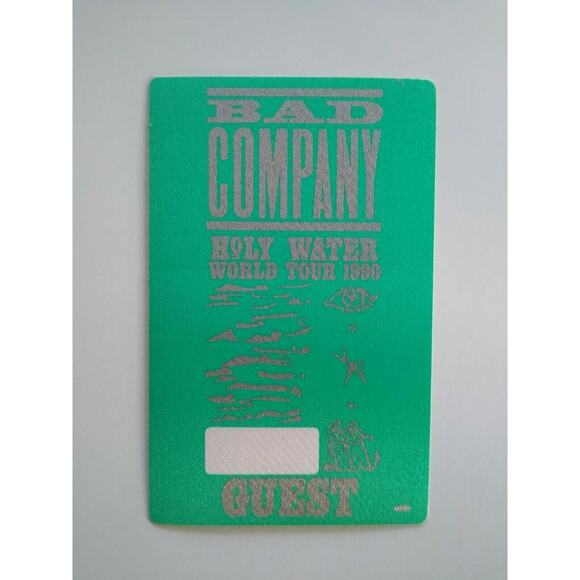 BAD
COMPANY
HOLY WATER
WORLD TOUR 1990
GUEST